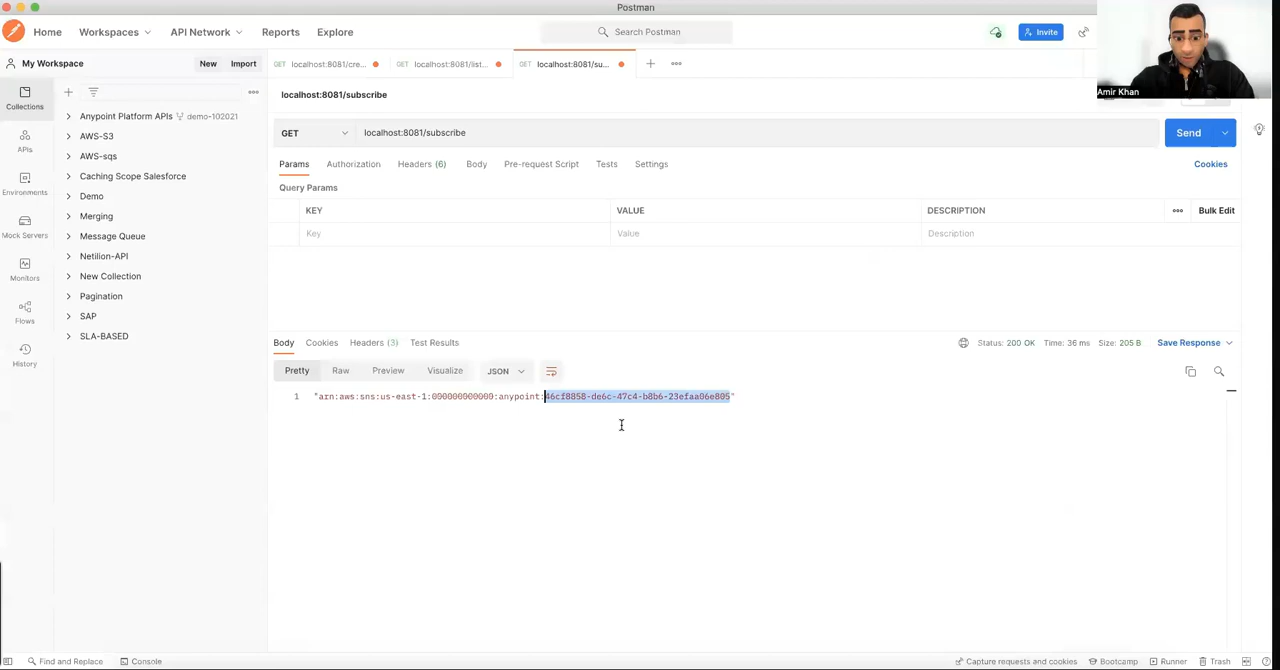 Postman
Home Workspaces API Network Reports Explore Search Postman Invite
My Workspace New Import GET localhost:8081/cre... GET localhost:8081/list... GET localhost:8081/su...
Amir Khan
Collections
APIs
Environments
Mock Servers
Monitors
Flows
History
Anypoint Platform APIs demo-102021
AWS-S3
AWS-sqs
Caching Scope Salesforce
Demo
Merging
Message Queue
Netilion-API
New Collection
Pagination
SAP
SLA-BASED
localhost:8081/subscribe
GET localhost:8081/subscribe Send
Params Authorization Headers (6) Body Pre-request Script Tests Settings Cookies
Query Params
KEY VALUE DESCRIPTION Bulk Edit
Key Value Description
Body Cookies Headers (3) Test Results Status: 200 OK Time: 36 ms Size: 205 B Save Response
Pretty Raw Preview Visualize JSON
1 "arn:aws:sns:us-east-1:000000000000:anypoint:46cf8858-de6c-47c4-b8b6-23efaa06e805"
Find and Replace Console Capture requests and cookies Bootcamp Runner Trash